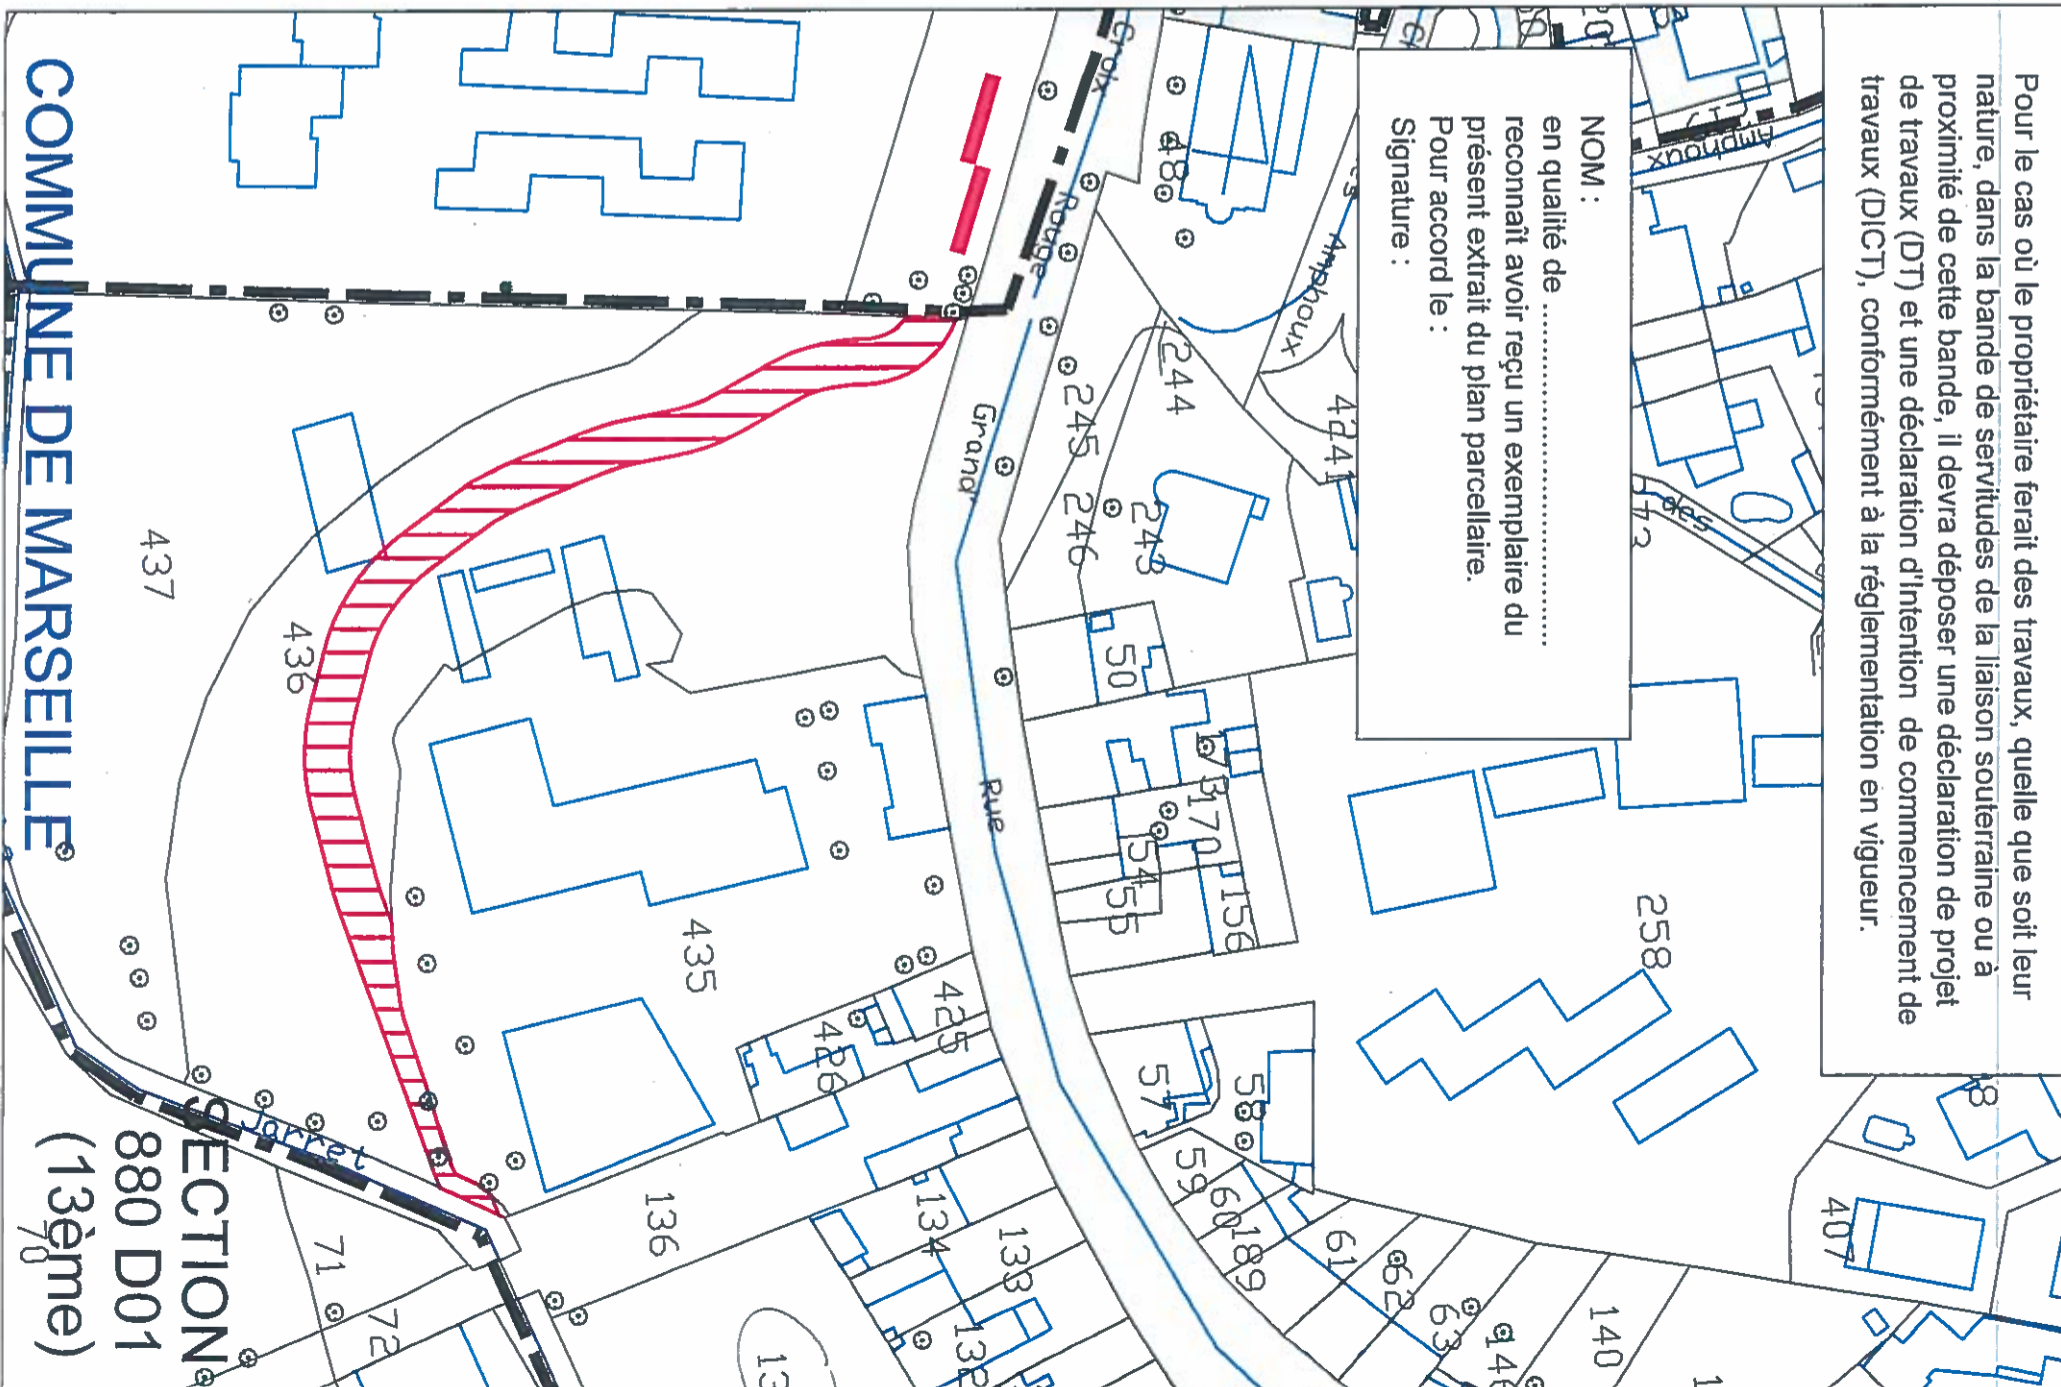 Pour le cas où le propriétaire ferait des travaux, quelle que soit leur
nature, dans la bande de servitudes de la liaison souterraine ou à
proximité de cette bande, il devra déposer une déclaration de projet
de travaux (DT) et une déclaration d'Intention de commencement de
travaux (DICT), conformément à la réglementation en vigueur.
NOM :
en qualité de ........................................
reconnaît avoir reçu un exemplaire du
présent extrait du plan parcellaire.
Pour accord le :
Signature :
Amphoux
Amphoux
Croix
Rouge
Grand'
Rue
48
244
245
246
243
4241
50
173
170
54
55
156
258
57
58
59
60
189
61
62
63
140
407
437
436
435
425
426
136
134
133
132
71
72
70
Jarret
COMMUNE DE MARSEILLE
SECTION
880 D01
(13ème)